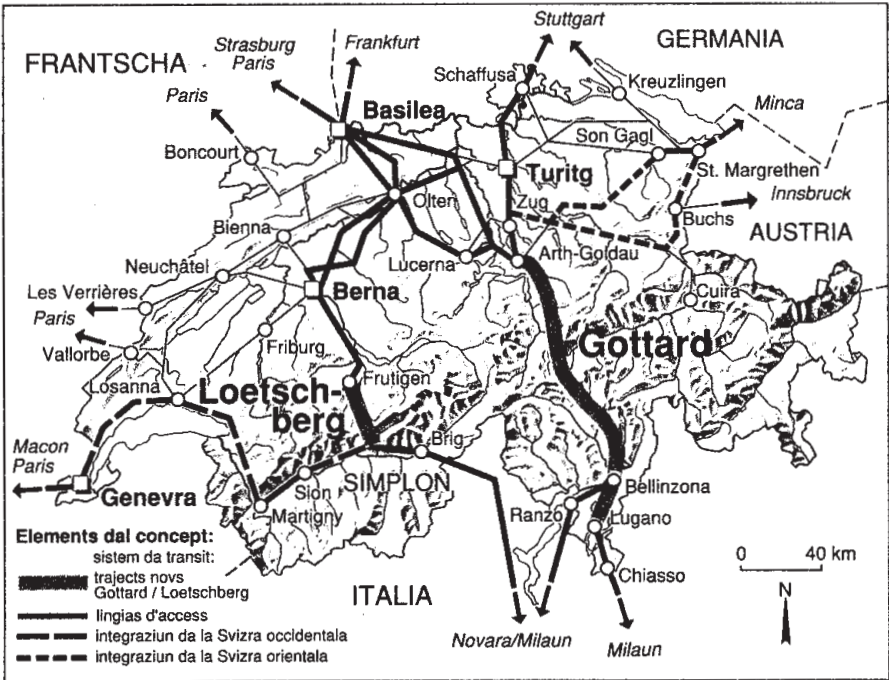 Stuttgart
Strasburg
Paris
Frankfurt
GERMANIA
FRANTSCHA
Schaffusa
Kreuzlingen
Paris
Basilea
Minca
Boncourt
Son Gagl
Turitg
St. Margrethen
Olten
Zug
Innsbruck
Buchs
Bienna
AUSTRIA
Lucerna
Arth-Goldau
Neuchâtel
Les Verrières
Berna
Cuira
Paris
Friburg
Gottard
Vallorbe
Losanna
Loetsch-
berg
Frutigen
Macon
Paris
Brig
Genevra
Sion
SIMPLON
Bellinzona
Martigny
Ranzo
Lugano
Elements dal concept:
sistem da transit:
trajects novs
Gottard / Loetschberg
lingias d'access
integraziun da la Svizra occidentala
integraziun da la Svizra orientala
ITALIA
Chiasso
0 40 km
N
Novara/Milaun
Milaun